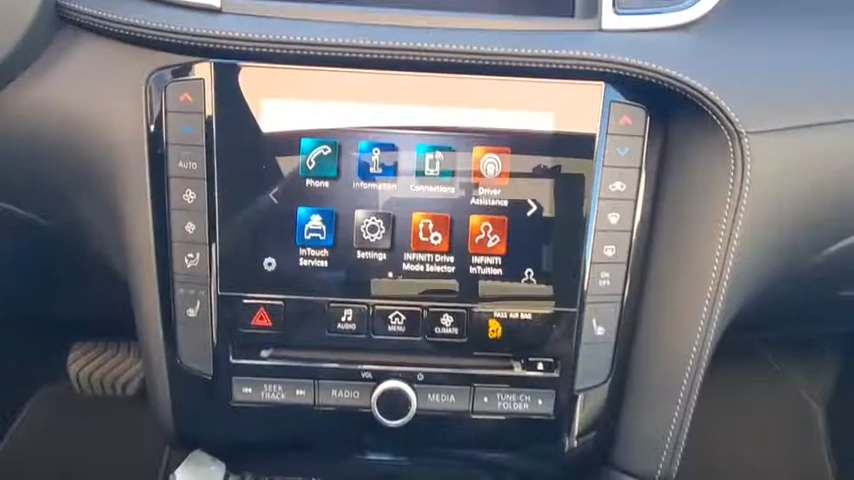 AUTO
Phone
Information
Connections
Driver
Assistance
InTouch
Services
Settings
INFINITI Drive
Mode Selector
INFINITI
InTuition
ON
OFF
AUDIO
MENU
CLIMATE
PASS AIR BAG
VOL
SEEK
TRACK
RADIO
MEDIA
TUNE·CH
FOLDER